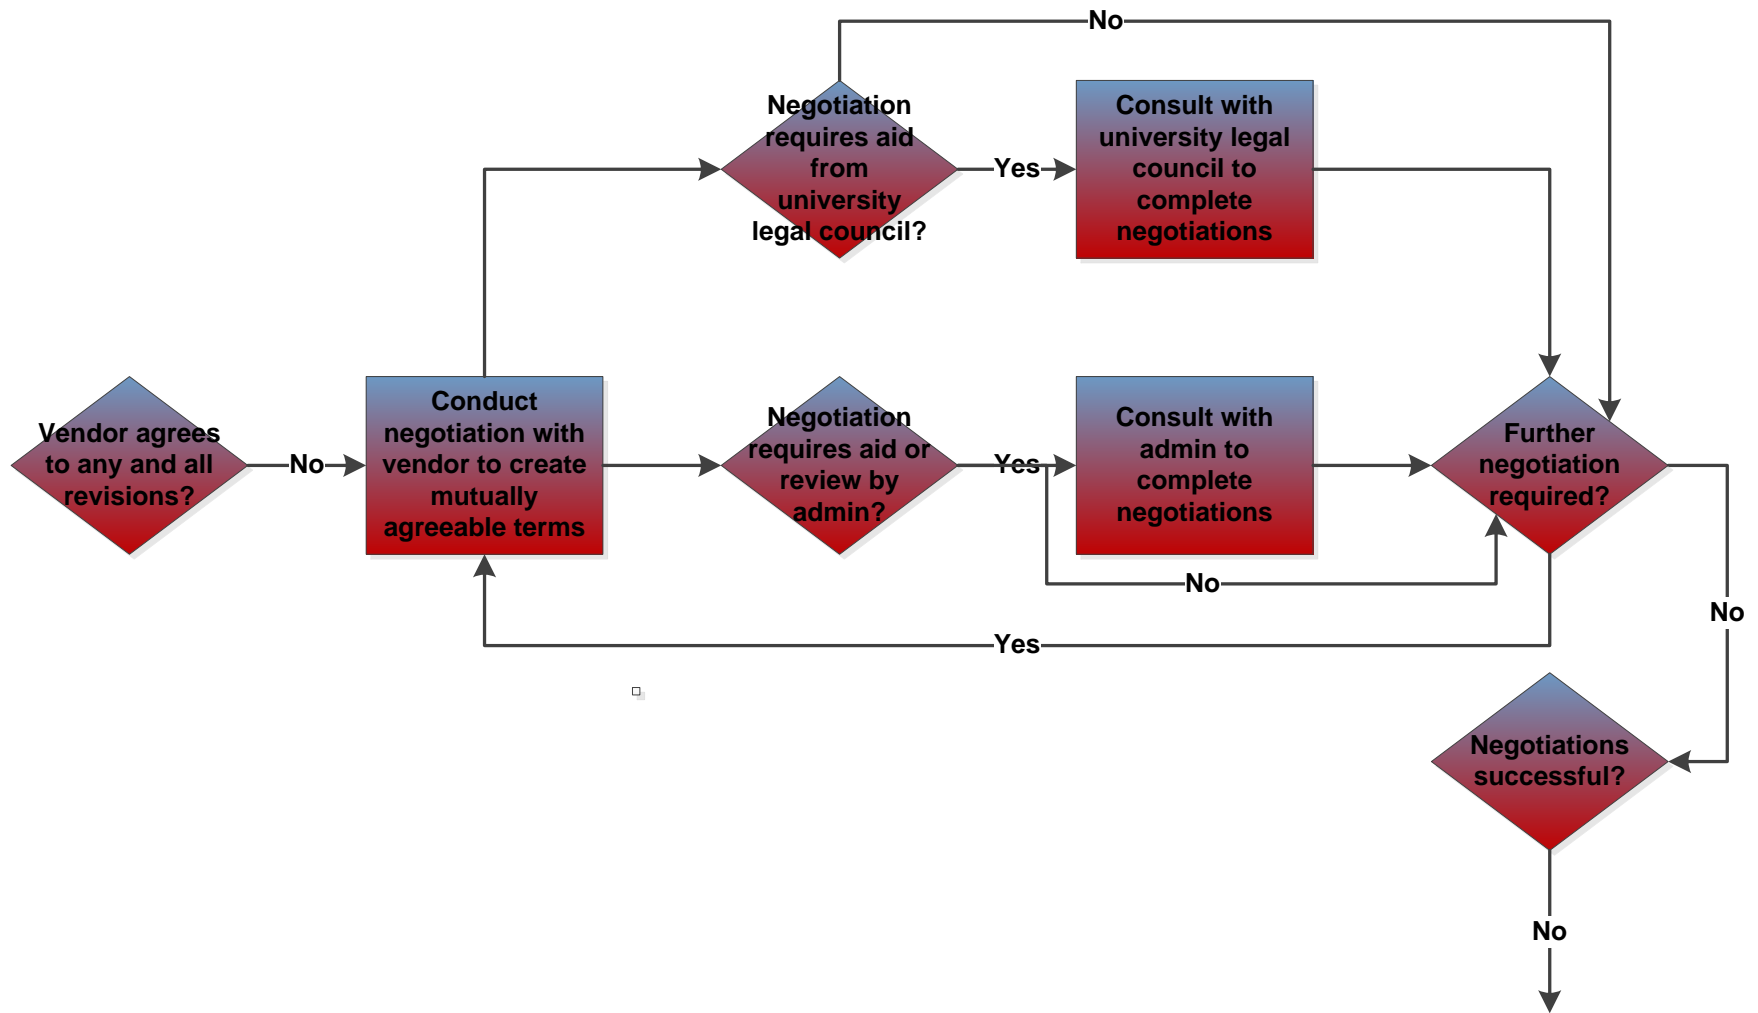 No
Negotiation
requires aid
from
university
legal council?
Yes
Consult with
university legal
council to
complete
negotiations
Vendor agrees
to any and all
revisions?
No
Conduct
negotiation with
vendor to create
mutually
agreeable terms
Negotiation
requires aid or
review by
admin?
Yes
Consult with
admin to
complete
negotiations
Further
negotiation
required?
No
No
Yes
Negotiations
successful?
No